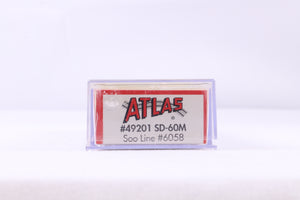 ATLAS
®
#49201 SD-60M
Soo Line #6058